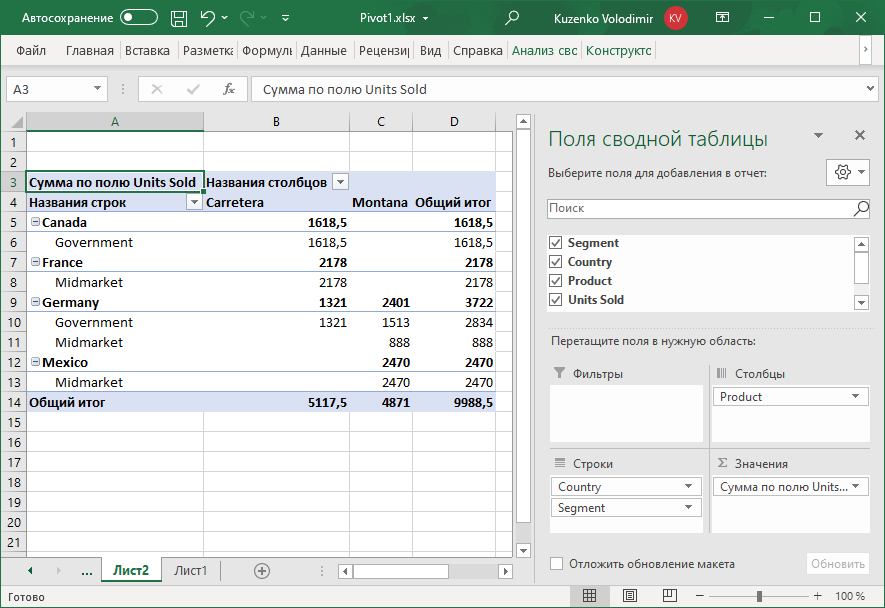 Автосохранение Pivot1.xlsx Kuzenko Volodimir KV
Файл Главная Вставка Разметка Формулы Данные Рецензир Вид Справка Анализ сво Конструктс
A3 fx Сумма по полю Units Sold
A B C D
1
2
3 Сумма по полю Units Sold Названия столбцов
4 Названия строк Carretera Montana Общий итог
5 Canada 1618,5 1618,5
6 Government 1618,5 1618,5
7 France 2178 2178
8 Midmarket 2178 2178
9 Germany 1321 2401 3722
10 Government 1321 1513 2834
11 Midmarket 888 888
12 Mexico 2470 2470
13 Midmarket 2470 2470
14 Общий итог 5117,5 4871 9988,5
15
16
17
18
19
20
21
Поля сводной таблицы
Выберите поля для добавления в отчет:
Поиск
Segment
Country
Product
Units Sold
Перетащите поля в нужную область:
Фильтры
Столбцы
Product
Строки
Country
Segment
Σ Значения
Сумма по полю Units...
Отложить обновление макета Обновить
... Лист2 Лист1
Готово 100 %